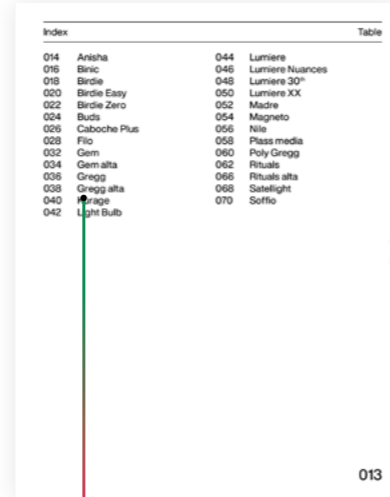 Index Table
014 Anisha
016 Binic
018 Birdie
020 Birdie Easy
022 Birdie Zero
024 Buds
026 Caboche Plus
028 Filo
032 Gem
034 Gem alta
036 Gregg
038 Gregg alta
040
042 Light Bulb
044 Lumiere
046 Lumiere Nuances
048 Lumiere 30th
050 Lumiere XX
052 Madre
054 Magneto
056 Nile
058 Plass media
060 Poly Gregg
062 Rituals
066 Rituals alta
068 Satellight
070 Soffio
013